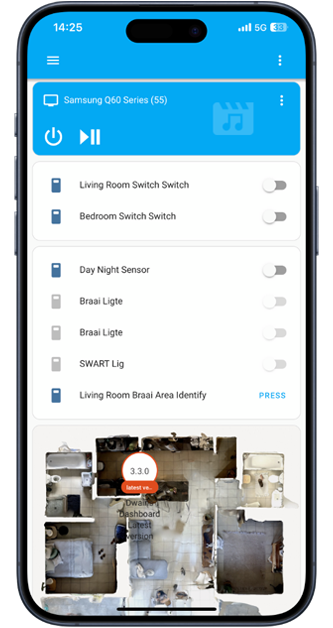 14:25
5G 33
Samsung Q60 Series (55)
Living Room Switch Switch
Bedroom Switch Switch
Day Night Sensor
Braai Ligte
Braai Ligte
SWART Lig
Living Room Braai Area Identify PRESS
3.3.0
latest ve...
Dwains
Dashboard
Latest
version